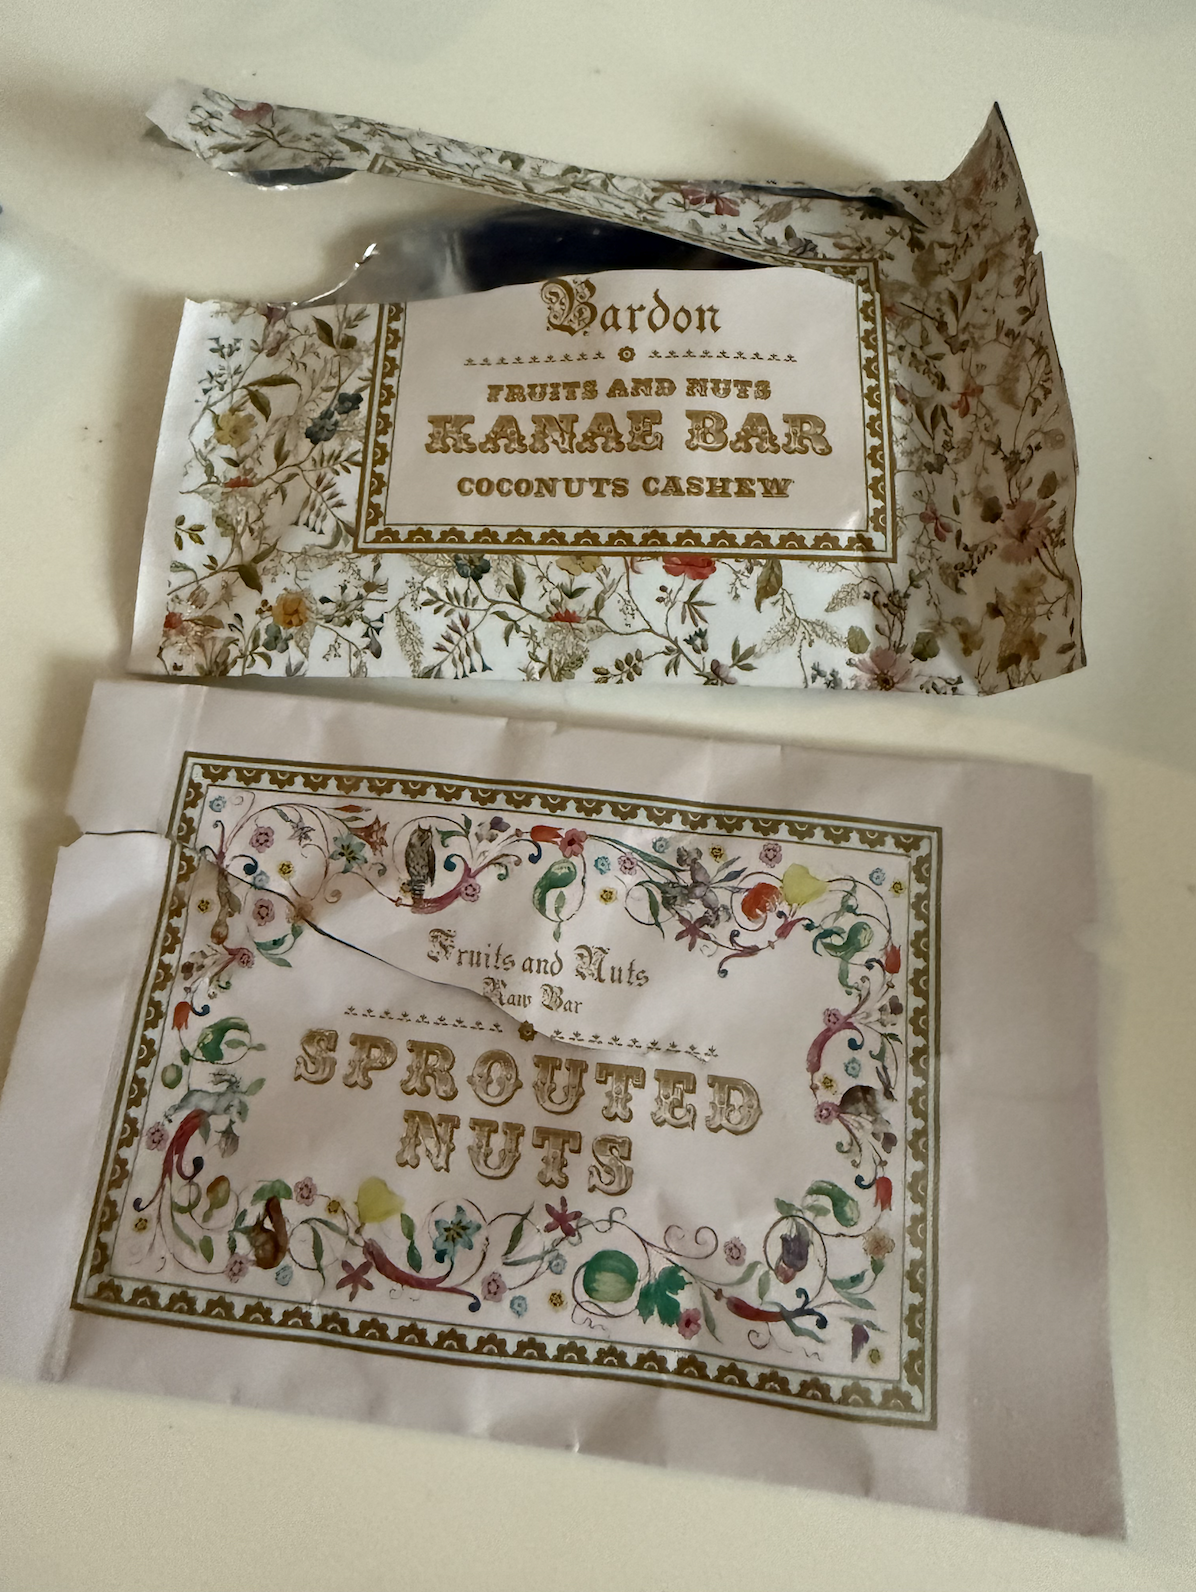 Bardon
FRUITS AND NUTS
KANAE BAR
COCONUTS CASHEW
Fruits and Nuts
Raw Bar
SPROUTED
NUTS